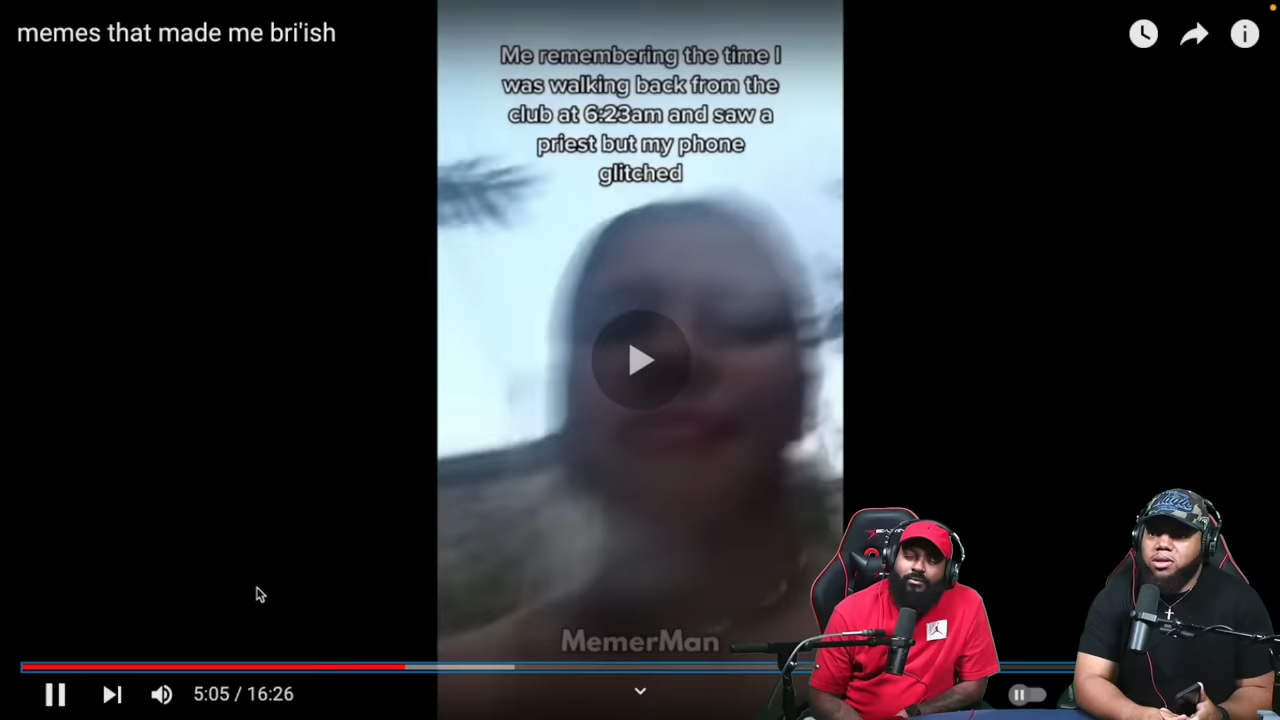 memes that made me bri'ish
Me remembering the time I
was walking back from the
club at 6:23am and saw a
priest but my phone
glitched
MemerMan
5:05 / 16:26